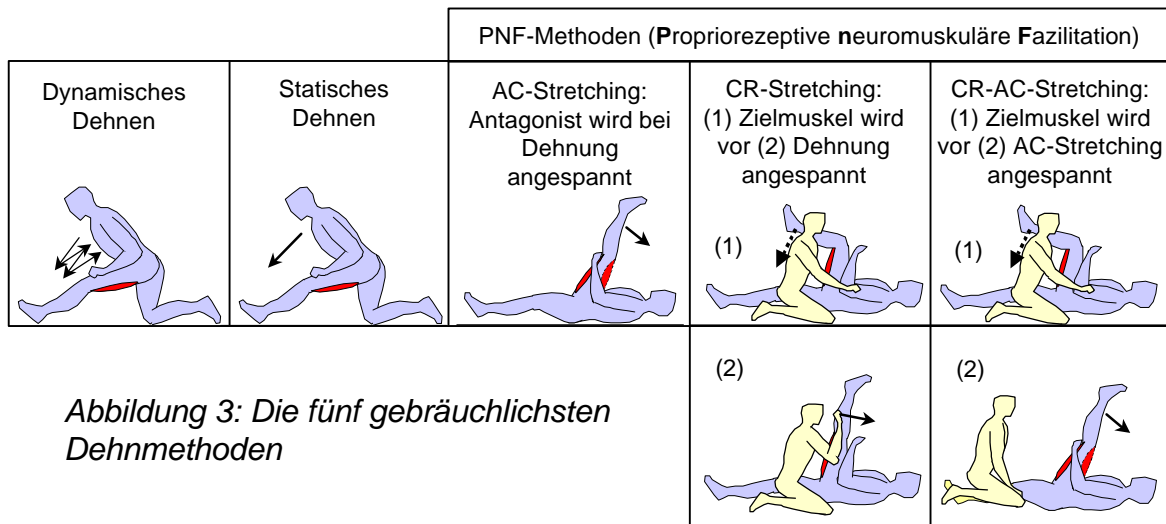 PNF-Methoden (Propriorezeptive neuromuskuläre Fazilitation)
Dynamisches
Dehnen
Statisches
Dehnen
AC-Stretching:
Antagonist wird bei
Dehnung
angespannt
CR-Stretching:
(1) Zielmuskel wird
vor (2) Dehnung
angespannt
CR-AC-Stretching:
(1) Zielmuskel wird
vor (2) AC-Stretching
angespannt
(1)
(1)
(2)
(2)
Abbildung 3: Die fünf gebräuchlichsten
Dehnmethoden